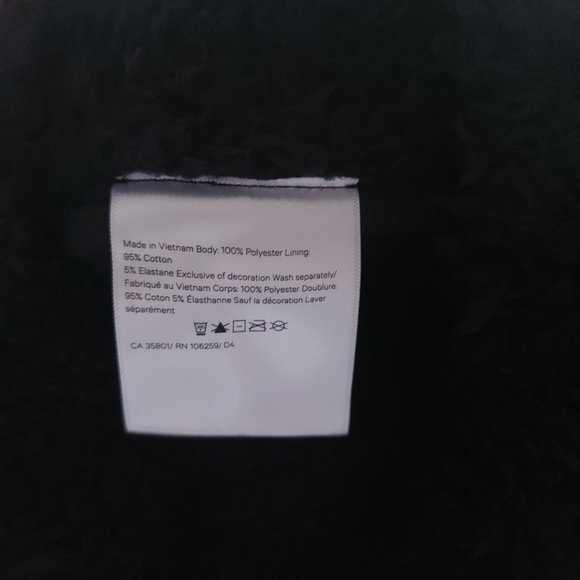 Made in Vietnam Body: 100% Polyester Lining:
95% Cotton
5% Elastane Exclusive of decoration Wash separately/
Fabriqué au Vietnam Corps: 100% Polyester Doublure:
95% Coton 5% Élasthanne Sauf la décoration Laver
séparément
CA 35801/ RN 106259/ D4